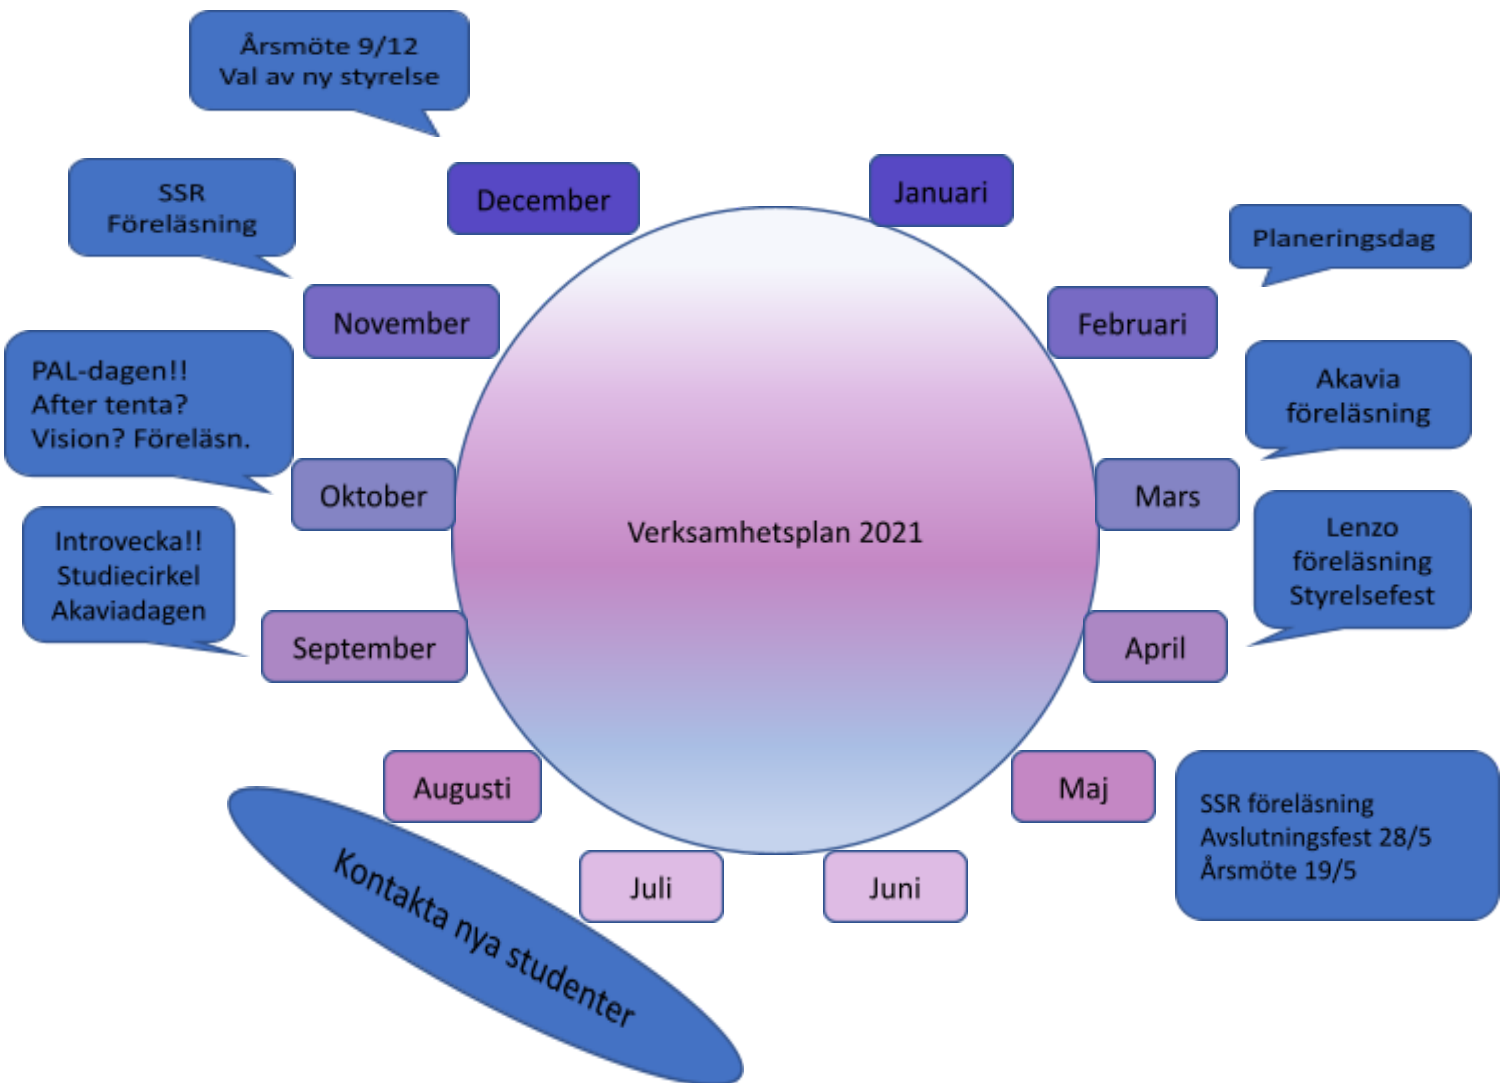 Årsmöte 9/12
Val av ny styrelse
December
Januari
SSR
Föreläsning
Planeringsdag
November
Februari
PAL-dagen!!
After tenta?
Vision? Föreläsn.
Akavia
föreläsning
Oktober
Verksamhetsplan 2021
Mars
Introvecka!!
Studiecirkel
Akaviadagen
Lenzo
föreläsning
Styrelsefest
September
April
Augusti
Maj
SSR föreläsning
Avslutningsfest 28/5
Årsmöte 19/5
Juli
Juni
Kontakta nya studenter